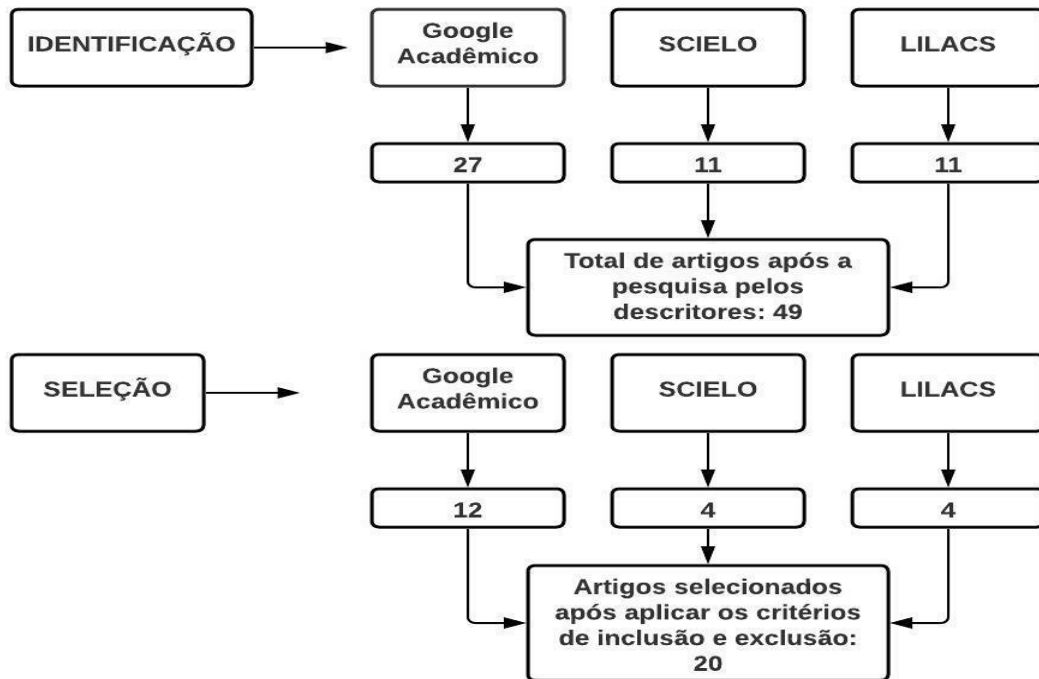 IDENTIFICAÇÃO
Google
Acadêmico
SCIELO
LILACS
27
11
11
Total de artigos após a
pesquisa pelos
descritores: 49
SELEÇÃO
Google
Acadêmico
SCIELO
LILACS
12
4
4
Artigos selecionados
após aplicar os critérios
de inclusão e exclusão:
20